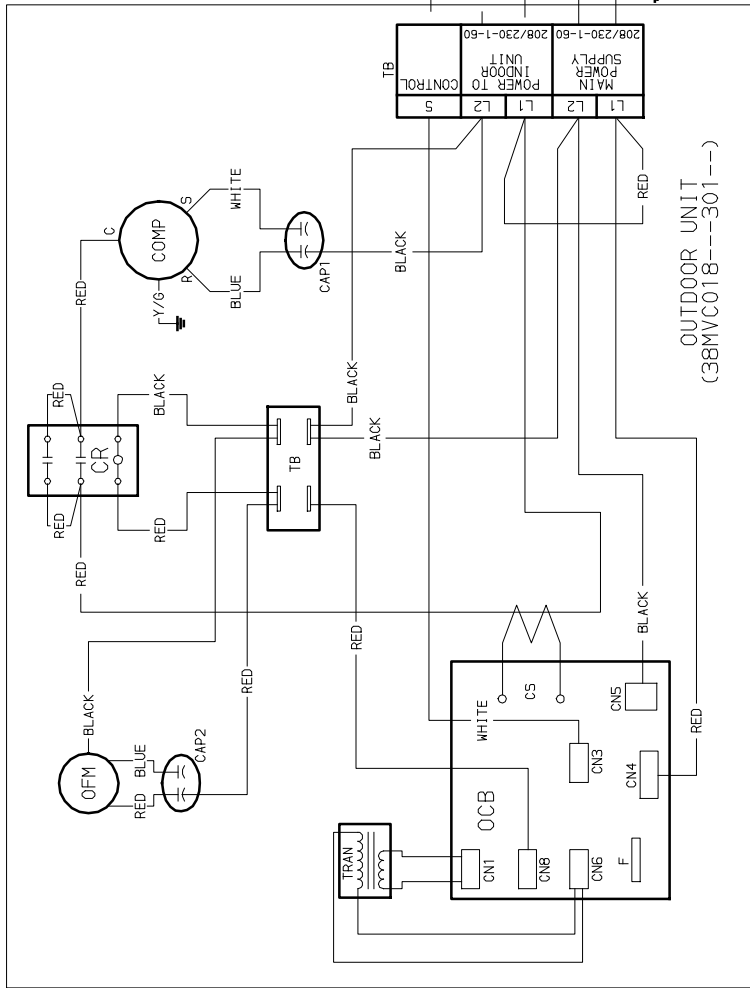 TB
CONTROL
POWER TO
INDOOR
UNIT
208/230-1-60
MAIN
POWER
SUPPLY
208/230-1-60
S
L2
L1
L2
L1
RED
OUTDOOR UNIT
(38MVC018---301--)
C
COMP
S
R
WHITE
BLUE
Y/G
CAP1
BLACK
RED
RED
CR
RED
BLACK
RED
RED
TB
BLACK
BLACK
RED
BLACK
OFM
BLUE
RED
CAP2
RED
WHITE
CS
CN5
BLACK
RED
CN3
CN4
OCB
TRAN
CN1
CN8
CN6
F